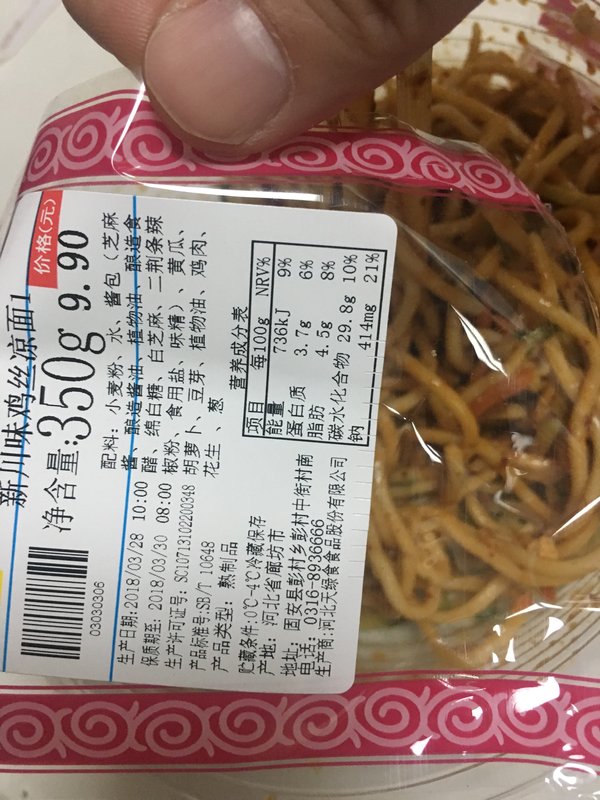 新川味鸡丝凉面1
净含量:350g
价格(元)
9.90
配料: 小麦粉、水、酱包（芝麻
酱、酿造酱油、植物油、酿造食
醋、绵白糖、白芝麻、二荆条辣
椒粉、食用盐、味精）、黄瓜、
胡萝卜、豆芽、植物油、鸡肉、
花生、葱
03030306
营养成分表
项目 每100g NRV%
能量 738kJ 9%
蛋白质 3.7g 6%
脂肪 4.5g 8%
碳水化合物 29.8g 10%
钠 414mg 21%
生产日期:2018/03/28 10:00
保质期至: 2018/03/30 08:00
生产许可证号: SC10713102200348
产品标准号:SB/T 10648
产品类型: 熟制品
贮藏条件:0℃-4℃冷藏保存
产地: 河北省廊坊市
地址: 固安县彭村乡彭村中街村南
电话: 0316-8936666
生产商:河北天绿食食品股份有限公司